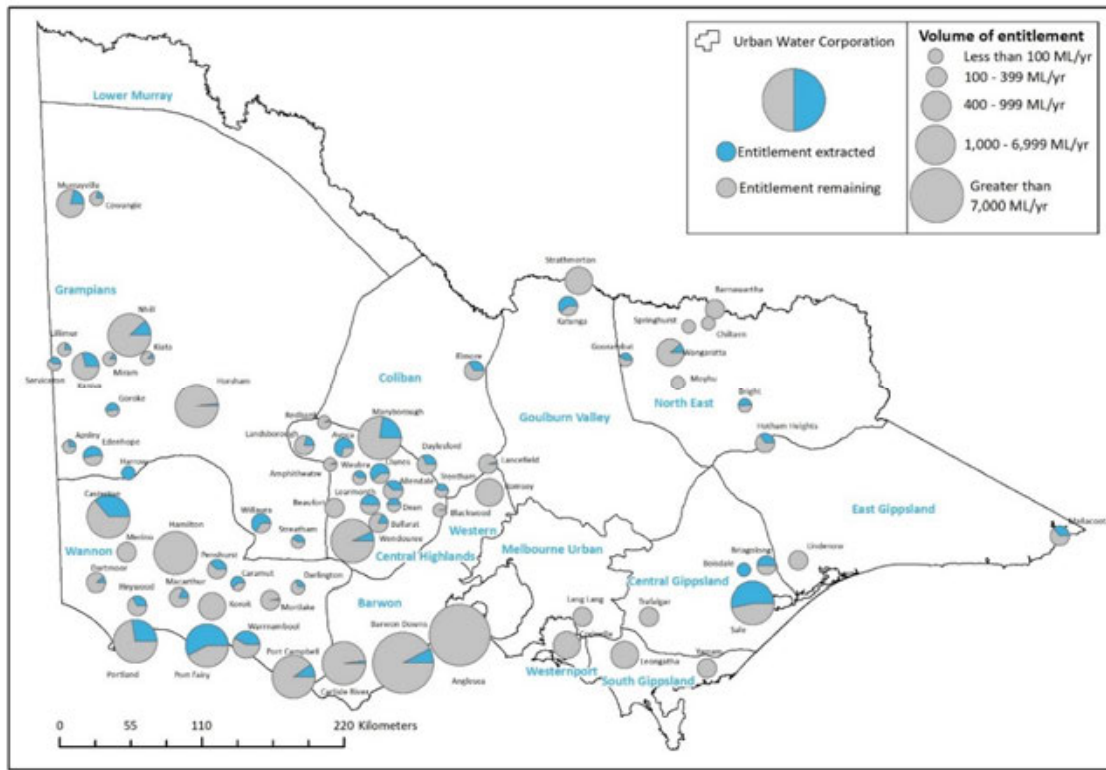 Urban Water Corporation
Entitlement extracted
Entitlement remaining
Volume of entitlement
Less than 100 ML/yr
100 - 399 ML/yr
400 - 999 ML/yr
1,000 - 6,999 ML/yr
Greater than
7,000 ML/yr
Lower Murray
Murrayville
Cowangie
Grampians
Nhill
Lillimur
Kiata
Serviceton
Kaniva
Miram
Horsham
Goroke
Apsley
Edenhope
Harrow
Strathmerton
Katunga
Barnawartha
Springhurst
Chiltern
Goorambat
Wangaratta
Moyhu
North East
Bright
Hotham Heights
Elmore
Coliban
Goulburn Valley
Redbank
Maryborough
Landsborough
Avoca
Daylesford
Lancefield
Amphitheatre
Waubra
Clunes
Trentham
Romsey
Beaufort
Learmonth
Allendale
Dean
Blackwood
Ballarat
Wendouree
Western
Central Highlands
Melbourne Urban
Willaura
Streatham
Casterton
Hamilton
Merino
Wannon
Penshurst
Dartmoor
Macarthur
Caramut
Darlington
Heywood
Koroit
Mortlake
Barwon
Barwon Downs
Warrnambool
Port Campbell
Portland
Port Fairy
Carlisle River
Anglesea
East Gippsland
Mallacoota
Briagolong
Lindenow
Boisdale
Central Gippsland
Lang Lang
Trafalgar
Sale
Corinella
Leongatha
Yarram
Westernport
South Gippsland
0 55 110 220 Kilometers